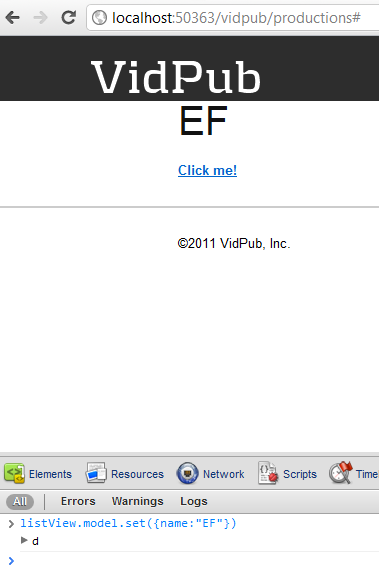 localhost:50363/vidpub/productions#
VidPub
EF
Click me!
©2011 VidPub, Inc.
Elements Resources Network Scripts Time
All Errors Warnings Logs
> listView.model.set({name:"EF"})
d
>